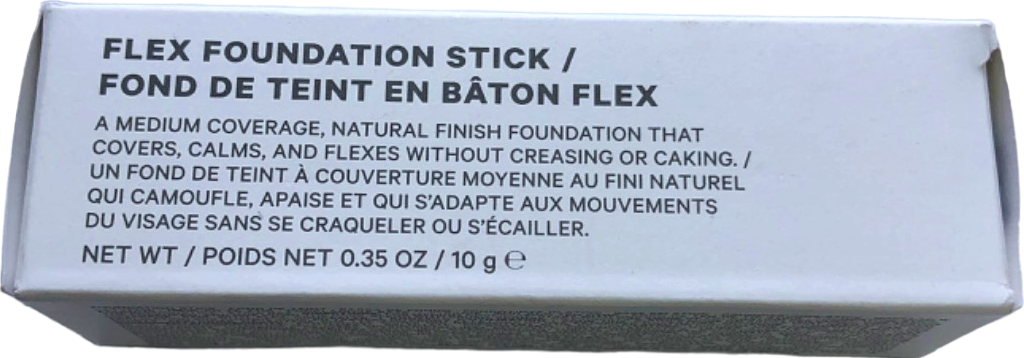 FLEX FOUNDATION STICK /
FOND DE TEINT EN BÂTON FLEX
A MEDIUM COVERAGE, NATURAL FINISH FOUNDATION THAT
COVERS, CALMS, AND FLEXES WITHOUT CREASING OR CAKING. /
UN FOND DE TEINT À COUVERTURE MOYENNE AU FINI NATUREL
QUI CAMOUFLE, APAISE ET QUI S'ADAPTE AUX MOUVEMENTS
DU VISAGE SANS SE CRAQUELER OU S'ÉCAILLER.
NET WT / POIDS NET 0.35 OZ / 10 g ℮